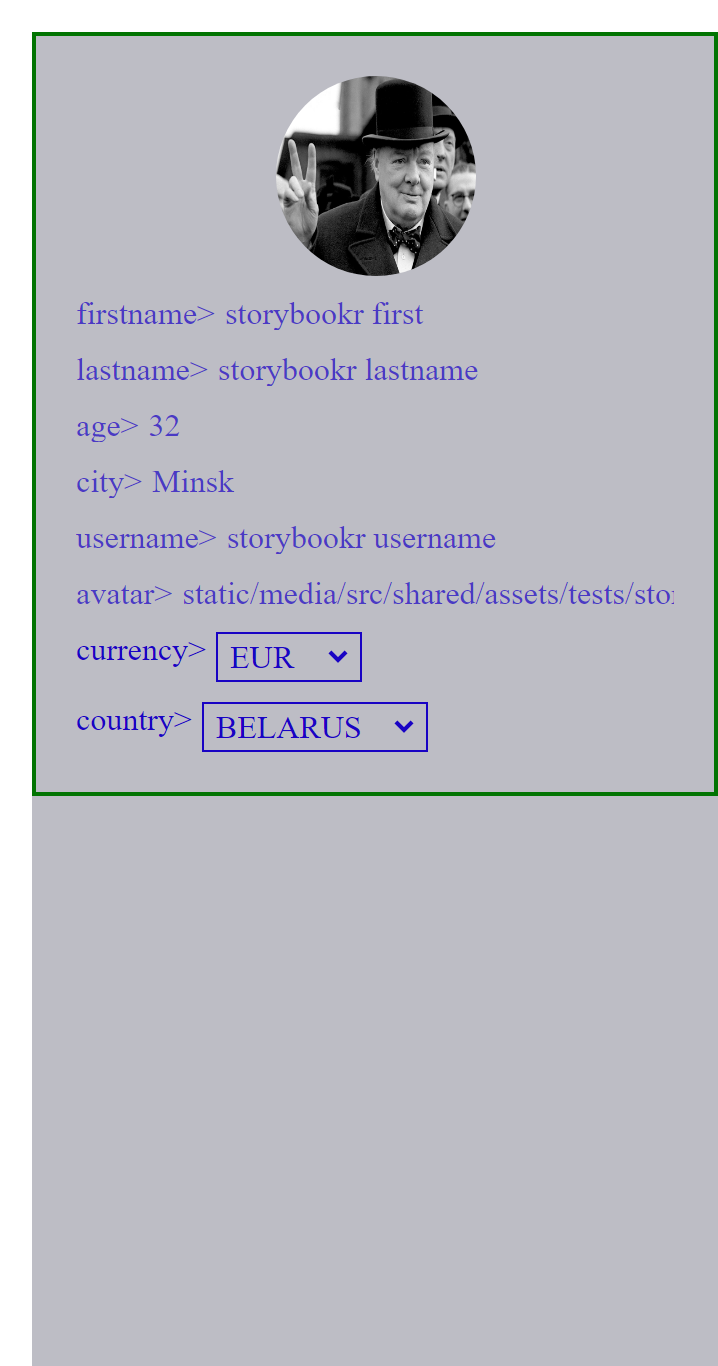 firstname> storybookr first
lastname> storybookr lastname
age> 32
city> Minsk
username> storybookr username
avatar> static/media/src/shared/assets/tests/sto
currency> EUR
country> BELARUS